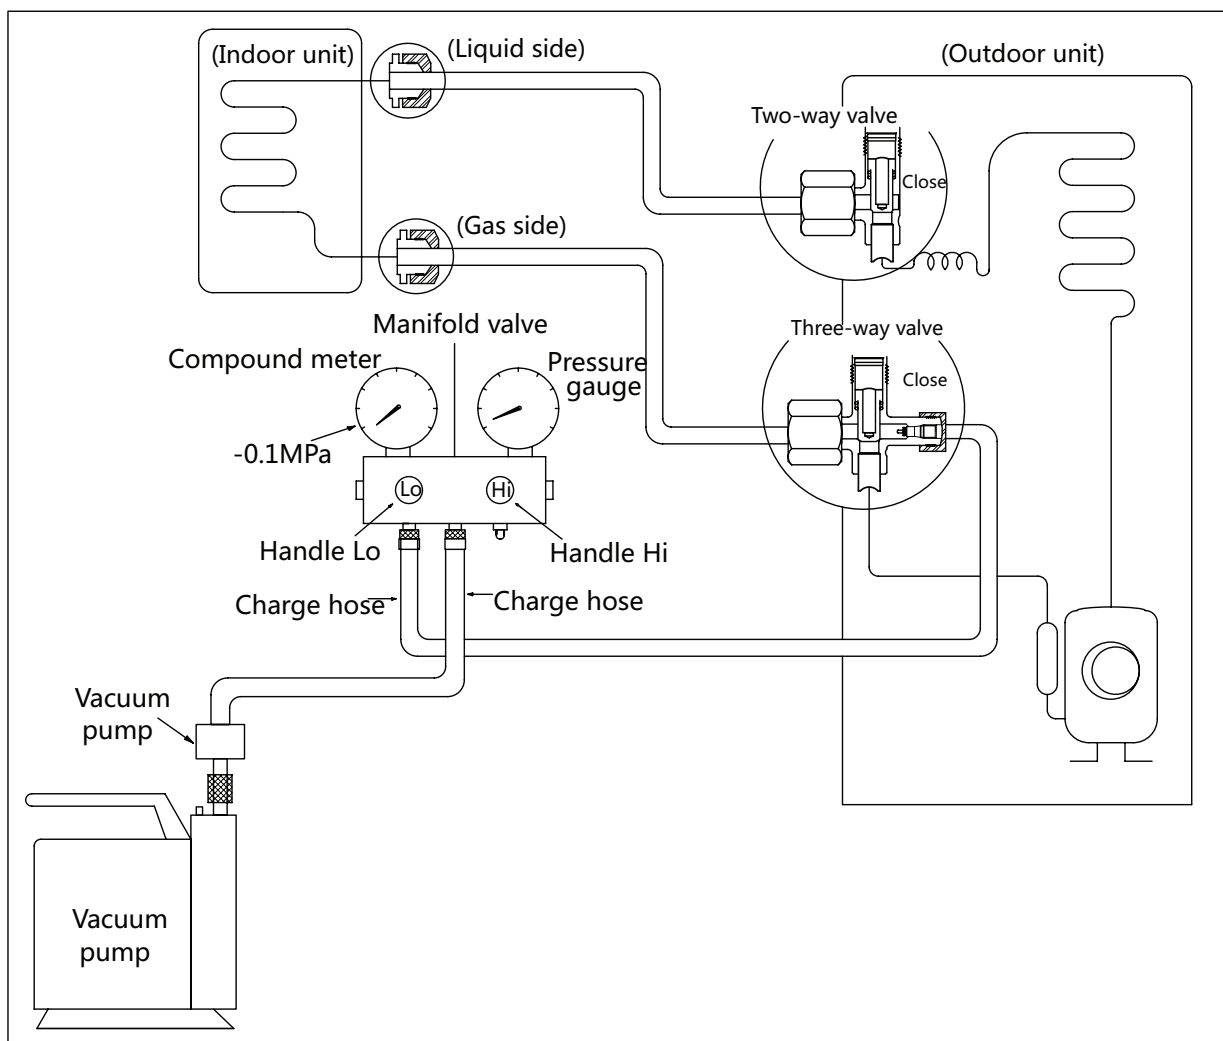 (Indoor unit)
(Liquid side)
(Outdoor unit)
Two-way valve
Close
(Gas side)
Manifold valve
Three-way valve
Compound meter
Pressure
gauge
Close
-0.1MPa
Lo
Hi
Handle Lo
Handle Hi
Charge hose
Charge hose
Vacuum
pump
Vacuum
pump